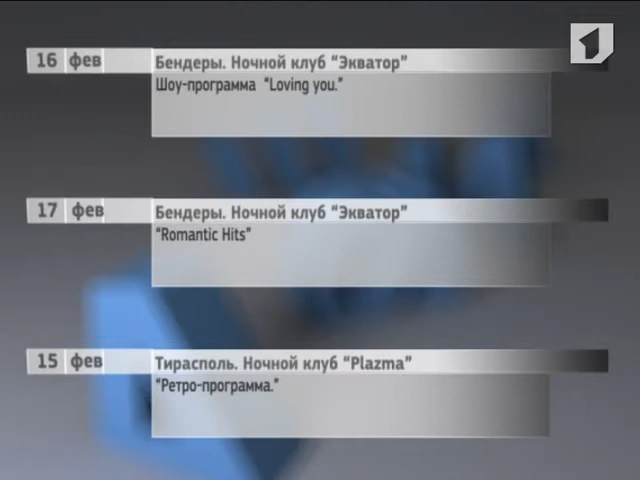 16 фев Бендеры. Ночной клуб “Экватор”
Шоу-программа “Loving you.”
17 фев Бендеры. Ночной клуб “Экватор”
“Romantic Hits”
15 фев Тирасполь. Ночной клуб “Plazma”
“Ретро-программа.”